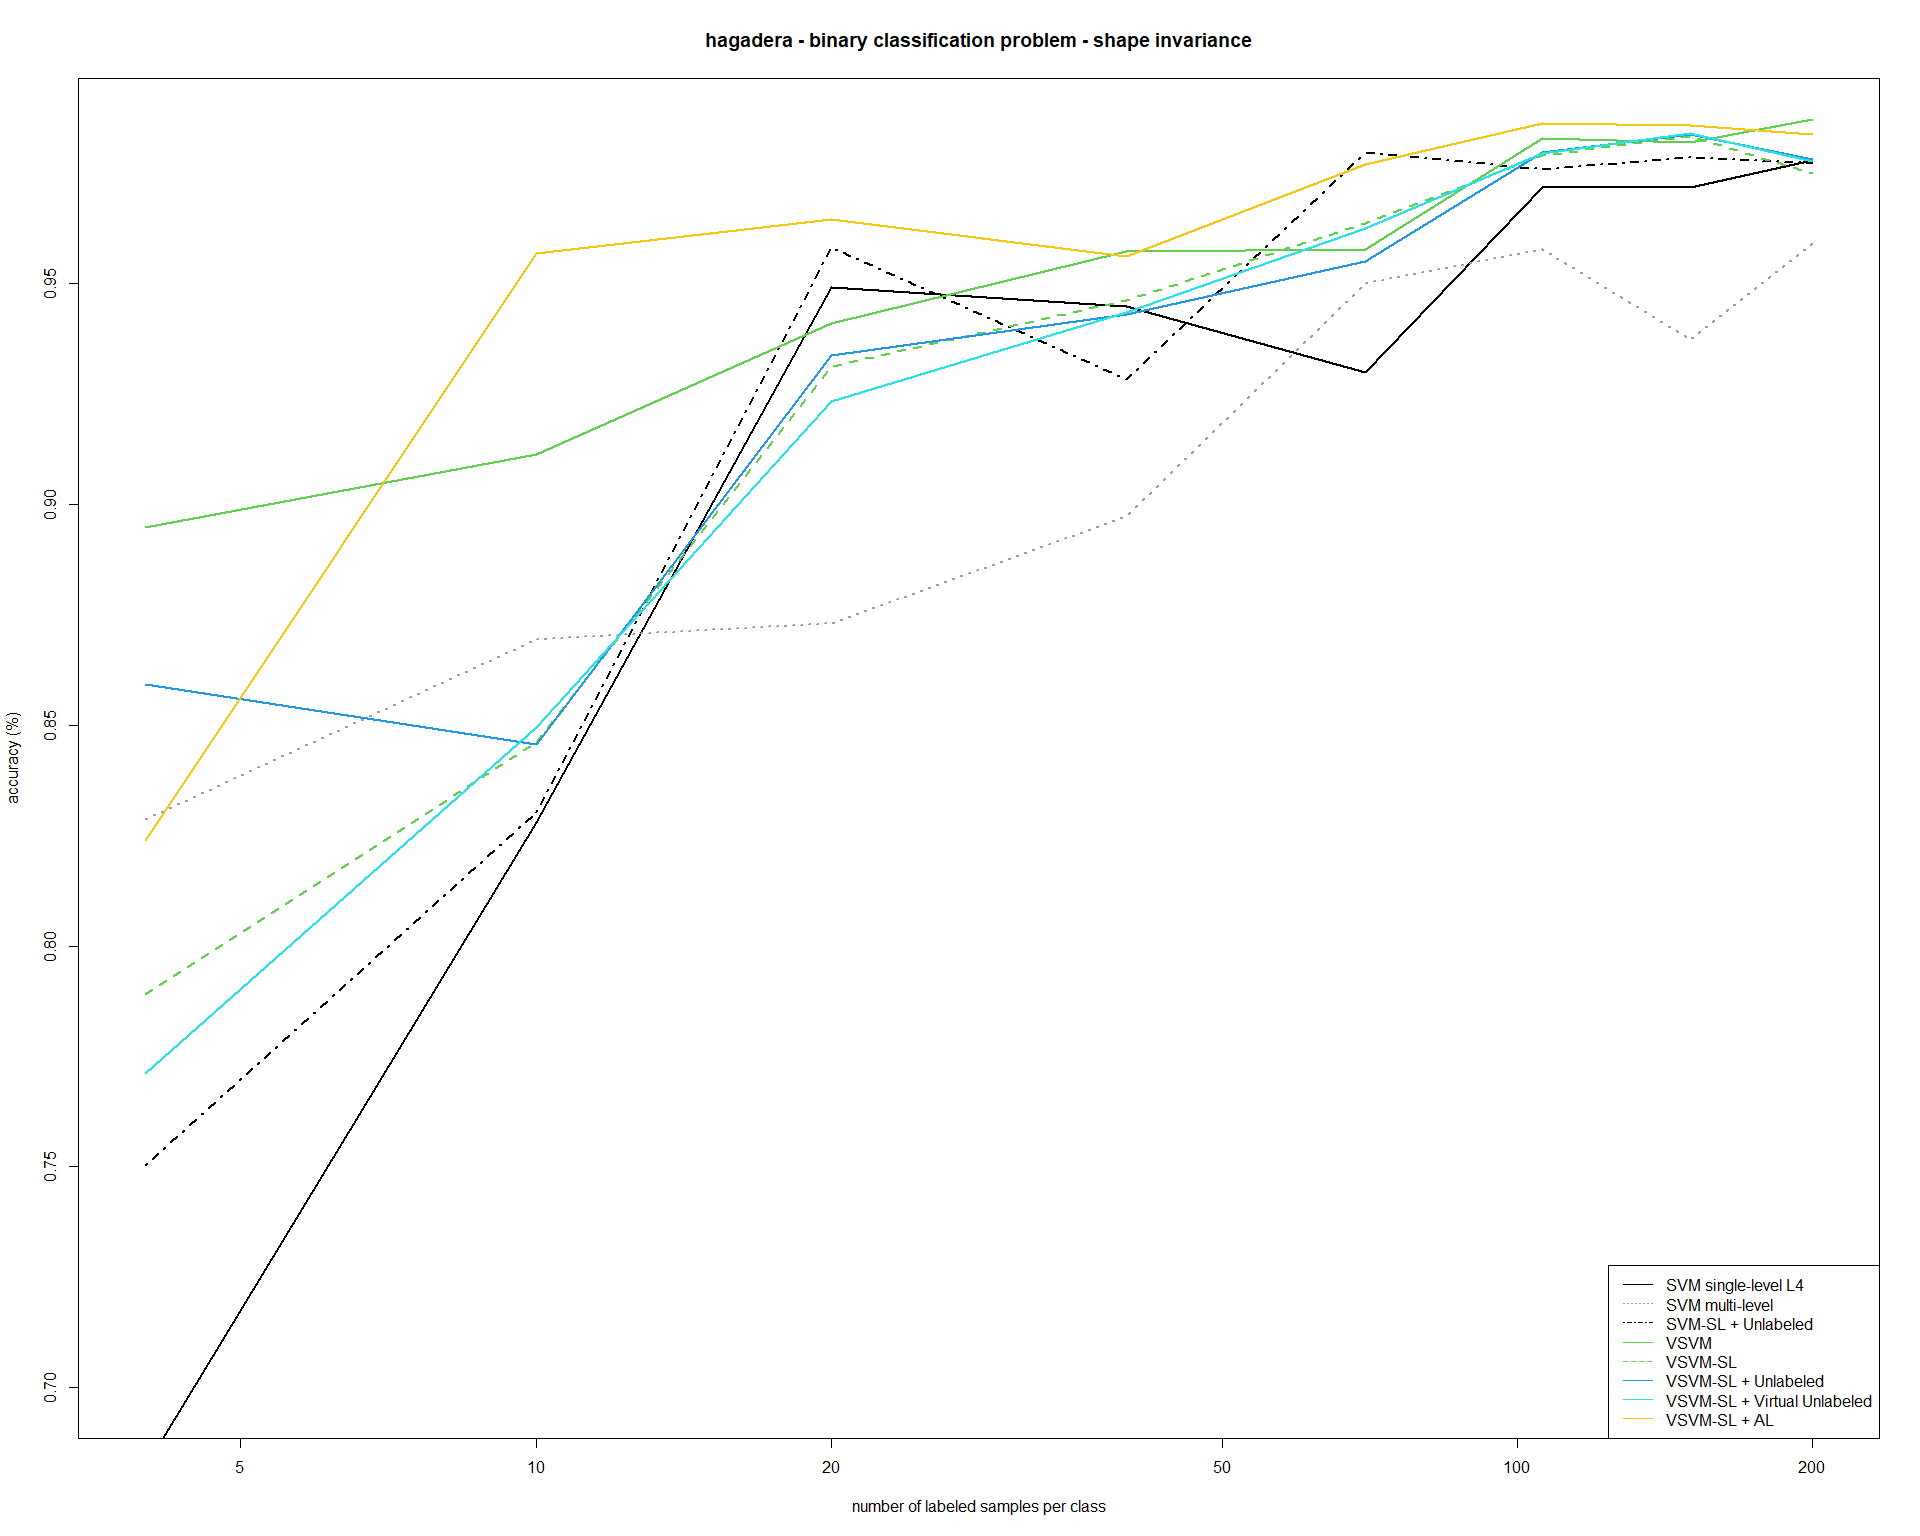 hagadera - binary classification problem - shape invariance
accuracy (%)
0.95
0.90
0.85
0.80
0.75
0.70
5
10
20
50
100
200
number of labeled samples per class
SVM single-level L4
SVM multi-level
SVM-SL + Unlabeled
VSVM
VSVM-SL
VSVM-SL + Unlabeled
VSVM-SL + Virtual Unlabeled
VSVM-SL + AL